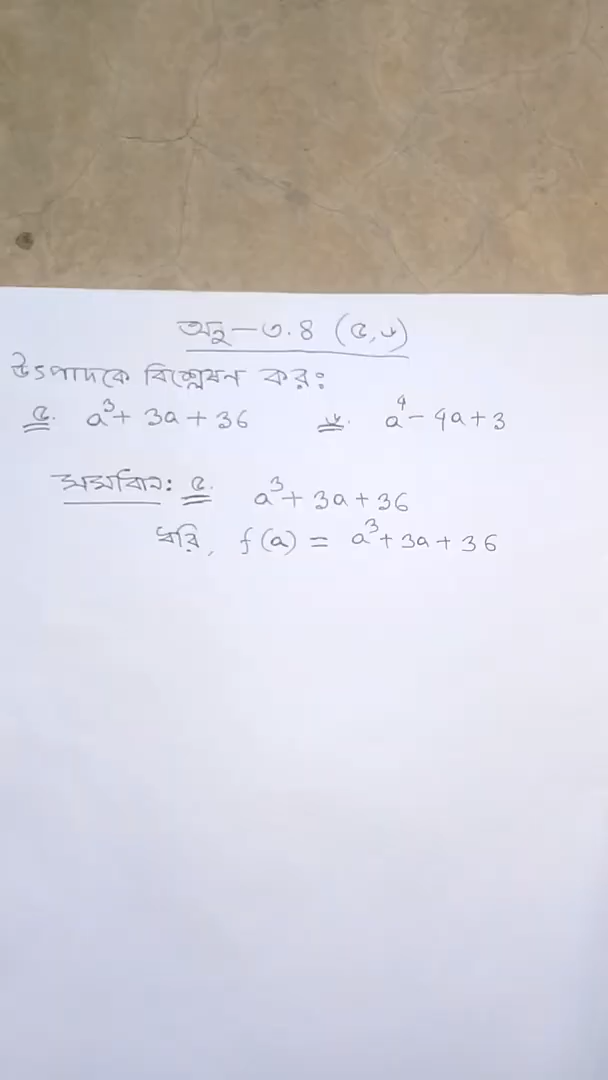 অনু - ৩.৪ (৫,৬)
উৎপাদকে বিশ্লেষন কর:
৫. a³ + 3a + 36 ৬. a⁴ - 4a + 3
সমাধান: ৫. a³ + 3a + 36
ধরি, f(a) = a³ + 3a + 36